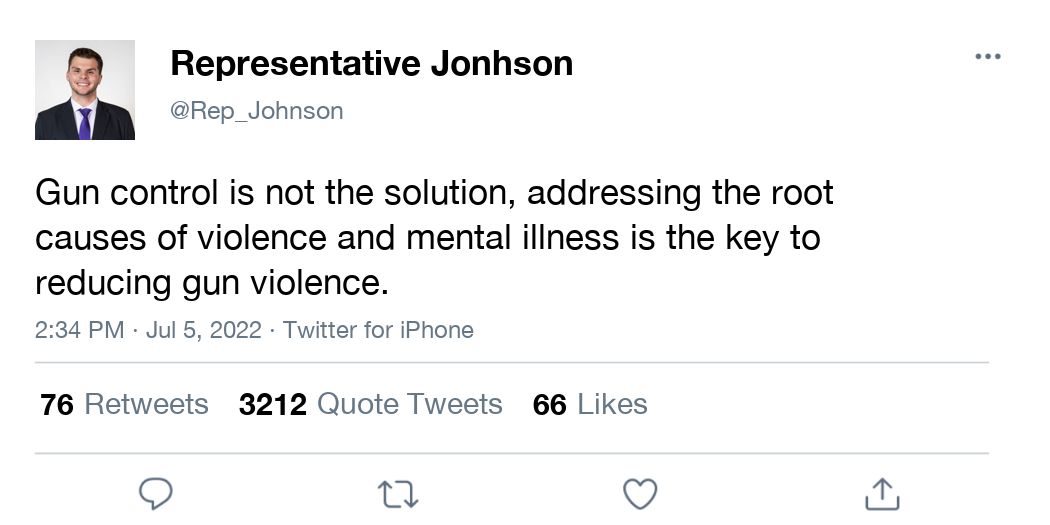 Representative Jonhson
@Rep_Johnson
Gun control is not the solution, addressing the root
causes of violence and mental illness is the key to
reducing gun violence.
2:34 PM · Jul 5, 2022 · Twitter for iPhone
76 Retweets 3212 Quote Tweets 66 Likes